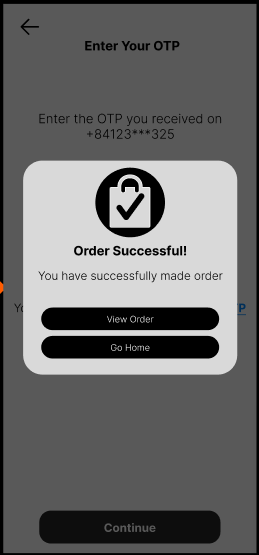 Enter Your OTP
Enter the OTP you received on
+84123***325
Order Successful!
You have successfully made order
View Order
Go Home
Continue